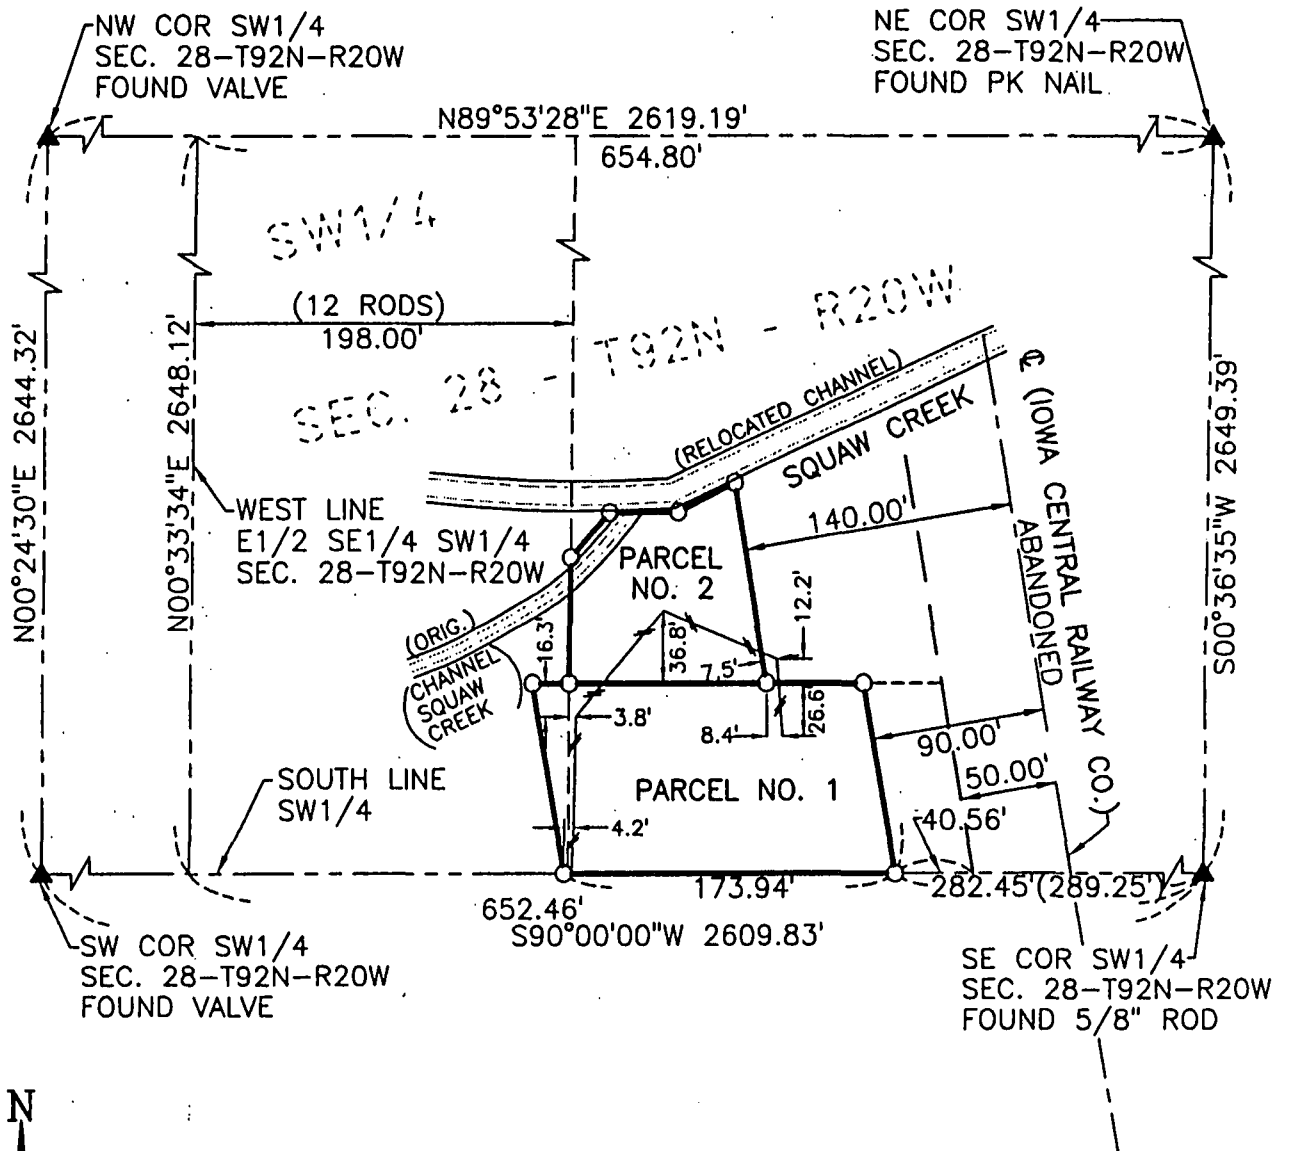 NW COR SW1/4
SEC. 28-T92N-R20W
FOUND VALVE
NE COR SW1/4
SEC. 28-T92N-R20W
FOUND PK NAIL
N89°53'28"E 2619.19'
654.80'
SW1/4
SEC. 28 - T92N - R20W
(12 RODS)
198.00'
N00°24'30"E 2644.32'
N00°33'34"E 2648.12'
S00°36'35"W 2649.39'
(RELOCATED CHANNEL)
SQUAW CREEK
℄ (IOWA CENTRAL RAILWAY CO.)
ABANDONED
WEST LINE
E1/2 SE1/4 SW1/4
SEC. 28-T92N-R20W
140.00'
PARCEL
NO. 2
12.2'
(ORIG.)
(CHANNEL
SQUAW
CREEK)
16.3'
36.8'
7.5'
3.8'
8.4'
26.6'
90.00'
50.00'
SOUTH LINE
SW1/4
PARCEL NO. 1
4.2'
40.56'
173.94'
282.45'(289.25')
652.46'
S90°00'00"W 2609.83'
SW COR SW1/4
SEC. 28-T92N-R20W
FOUND VALVE
SE COR SW1/4
SEC. 28-T92N-R20W
FOUND 5/8" ROD
N